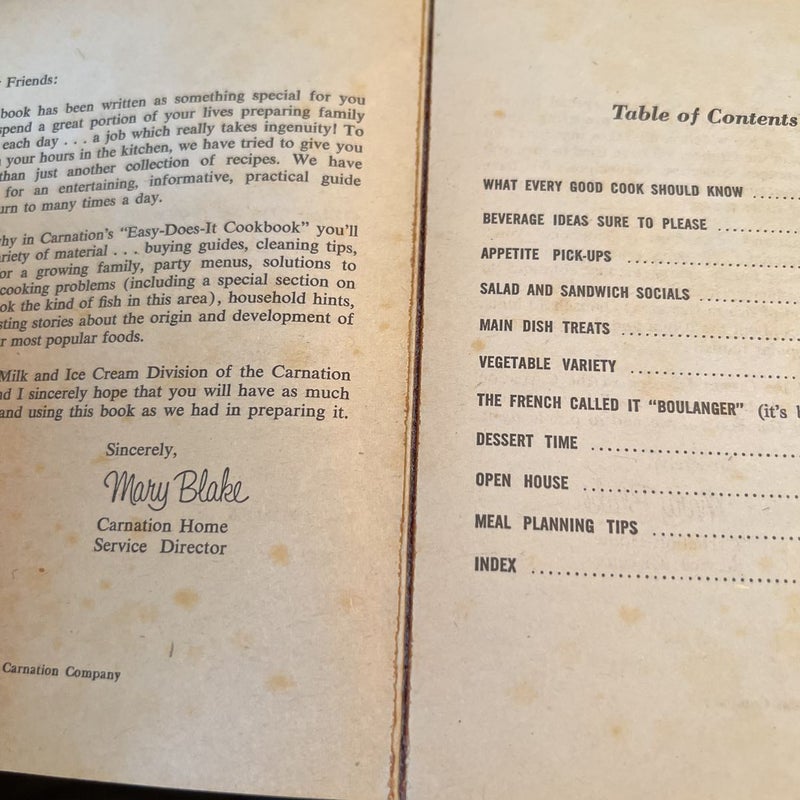 Friends:
book has been written as something special for you
spend a great portion of your lives preparing family
each day . . . a job which really takes ingenuity! To
your hours in the kitchen, we have tried to give you
than just another collection of recipes. We have
for an entertaining, informative, practical guide
urn to many times a day.
hy in Carnation's "Easy-Does-It Cookbook" you'll
riety of material . . . buying guides, cleaning tips,
or a growing family, party menus, solutions to
cooking problems (including a special section on
ok the kind of fish in this area), household hints,
sting stories about the origin and development of
r most popular foods.
Milk and Ice Cream Division of the Carnation
d I sincerely hope that you will have as much
and using this book as we had in preparing it.
Sincerely,
Mary Blake
Carnation Home
Service Director
Carnation Company
Table of Contents
WHAT EVERY GOOD COOK SHOULD KNOW ........
BEVERAGE IDEAS SURE TO PLEASE ...........
APPETITE PICK-UPS .......................
SALAD AND SANDWICH SOCIALS ..............
MAIN DISH TREATS ........................
VEGETABLE VARIETY .......................
THE FRENCH CALLED IT "BOULANGER" (it's
DESSERT TIME ............................
OPEN HOUSE ..............................
MEAL PLANNING TIPS ......................
INDEX ...................................